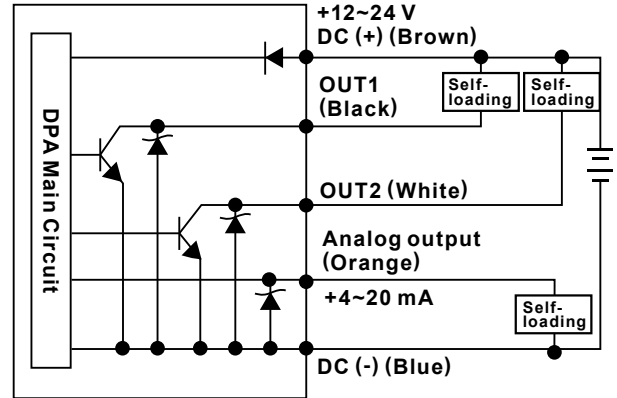 +12~24 V
DC (+) (Brown)
OUT1
(Black)
Self-
loading
Self-
loading
DPA Main Circuit
OUT2 (White)
Analog output
(Orange)
+4~20 mA
Self-
loading
DC (-) (Blue)